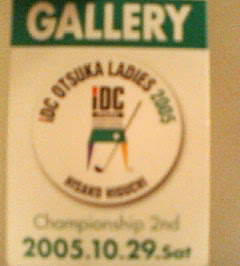 GALLERY
iDC OTSUKA LADIES 2005
iDC
HISAKO HIGUCHI
Championship 2nd
2005.10.29.Sat